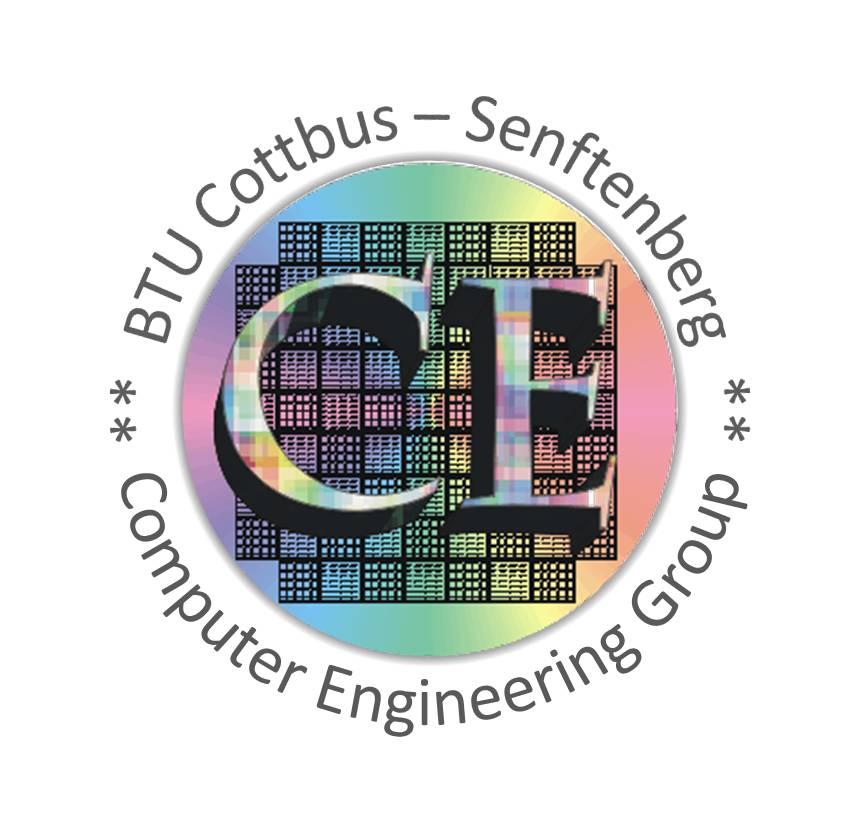 BTU Cottbus – Senftenberg
CE
** Computer Engineering Group **